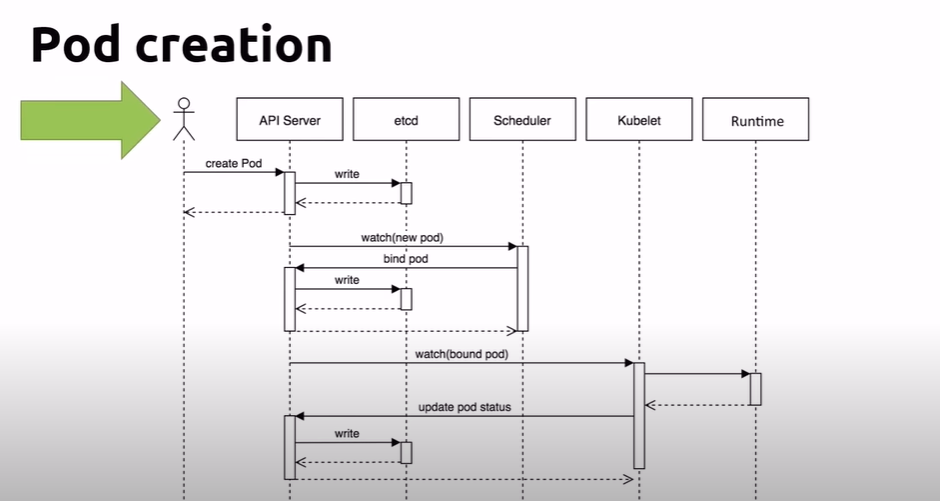 Pod creation
API Server
etcd
Scheduler
Kubelet
Runtime
create Pod
write
watch(new pod)
bind pod
write
watch(bound pod)
update pod status
write